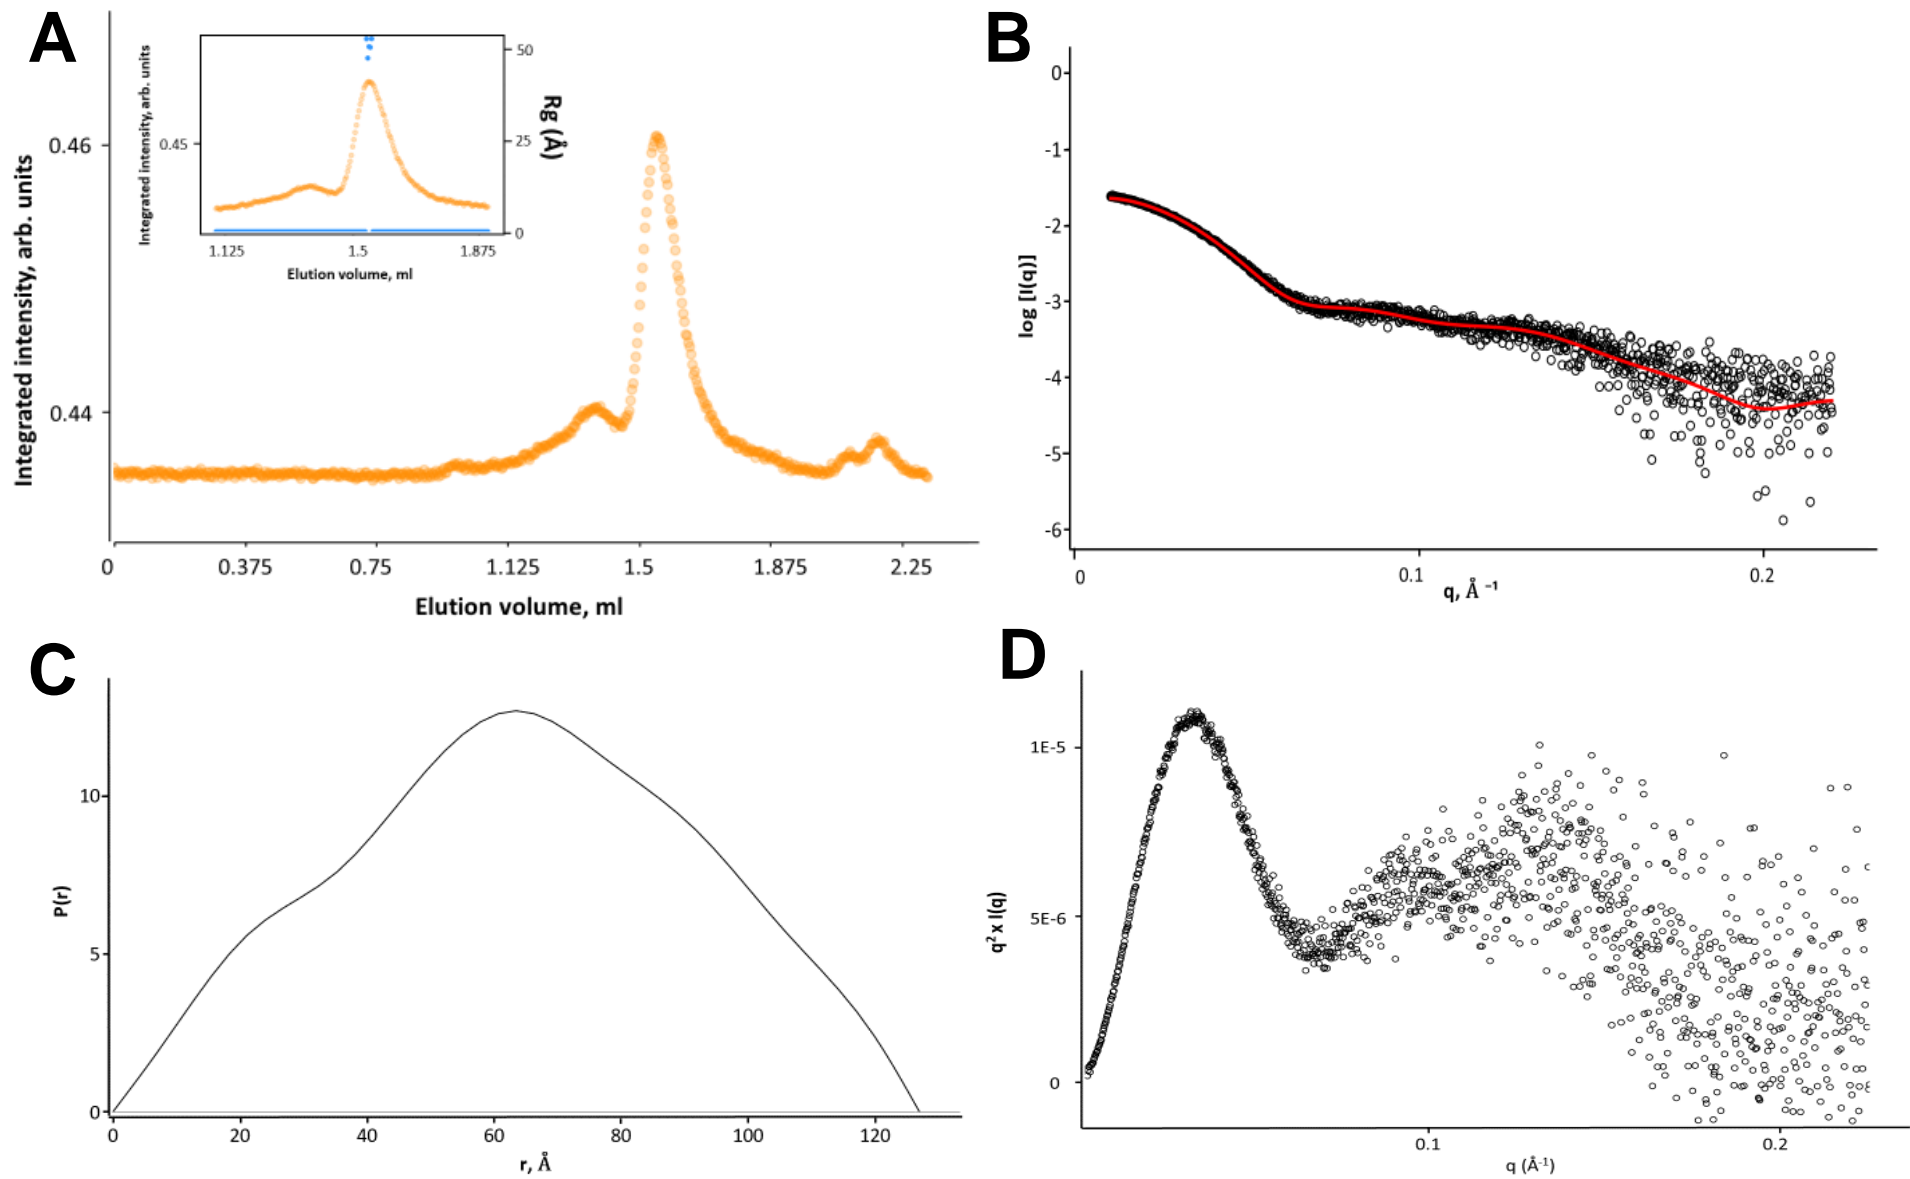 A
Integrated intensity, arb. units
0.46
0.44
0
0.375
0.75
1.125
1.5
1.875
2.25
Elution volume, ml
Integrated intensity, arb. units
0.45
50
25
0
Rg (Å)
1.125
1.5
1.875
Elution volume, ml
B
log [I(b)]
0
-1
-2
-3
-4
-5
-6
0
0.1
0.2
q, Å ⁻¹
C
P(r)
10
5
0
0
20
40
60
80
100
120
r, Å
D
q² x I(q)
1E-5
5E-6
0
0.1
0.2
q (Å⁻¹)